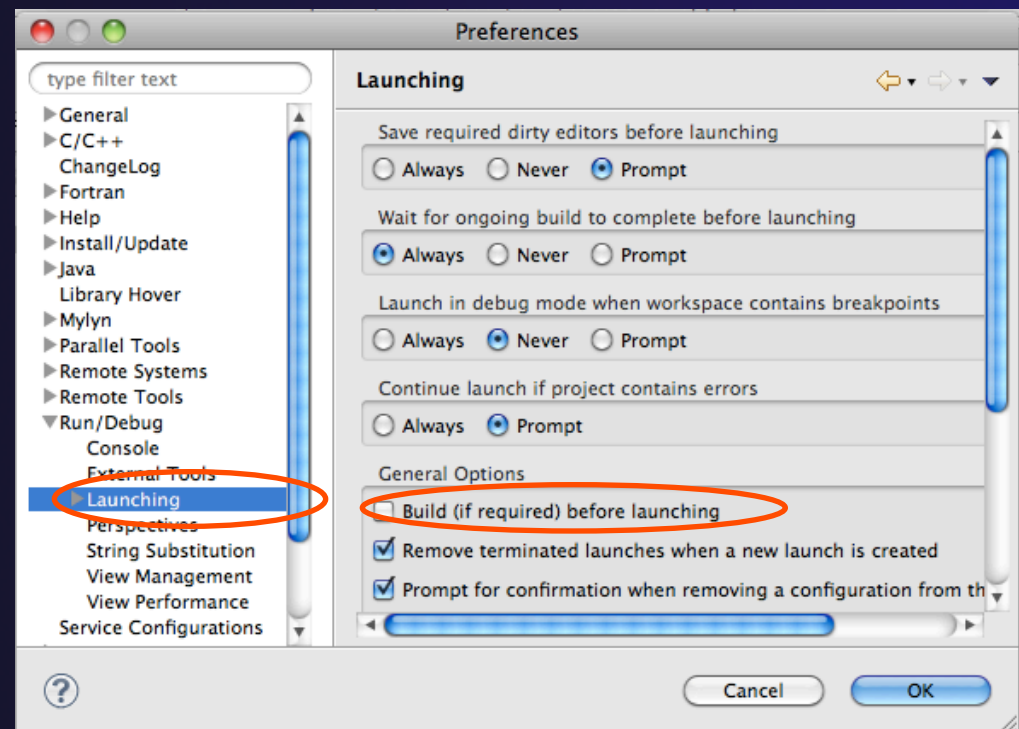 Preferences
type filter text
General
C/C++
ChangeLog
Fortran
Help
Install/Update
Java
Library Hover
Mylyn
Parallel Tools
Remote Systems
Remote Tools
Run/Debug
Console
External Tools
Launching
Perspectives
String Substitution
View Management
View Performance
Service Configurations
Launching
Save required dirty editors before launching
Always Never Prompt
Wait for ongoing build to complete before launching
Always Never Prompt
Launch in debug mode when workspace contains breakpoints
Always Never Prompt
Continue launch if project contains errors
Always Prompt
General Options
Build (if required) before launching
Remove terminated launches when a new launch is created
Prompt for confirmation when removing a configuration from th
?
Cancel OK